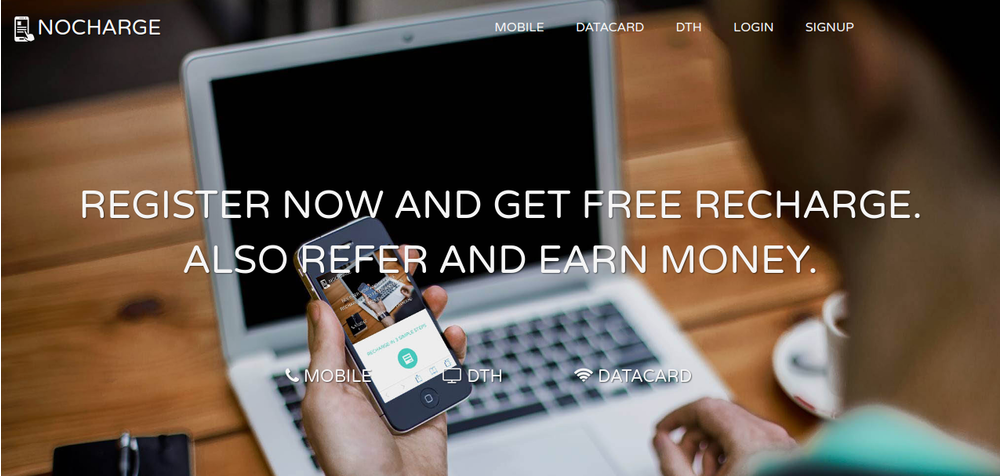 NOCHARGE
MOBILE DATACARD DTH LOGIN SIGNUP
REGISTER NOW AND GET FREE RECHARGE.
ALSO REFER AND EARN MONEY.
RECHARGE IN 3 SIMPLE STEPS
MOBILE DTH DATACARD